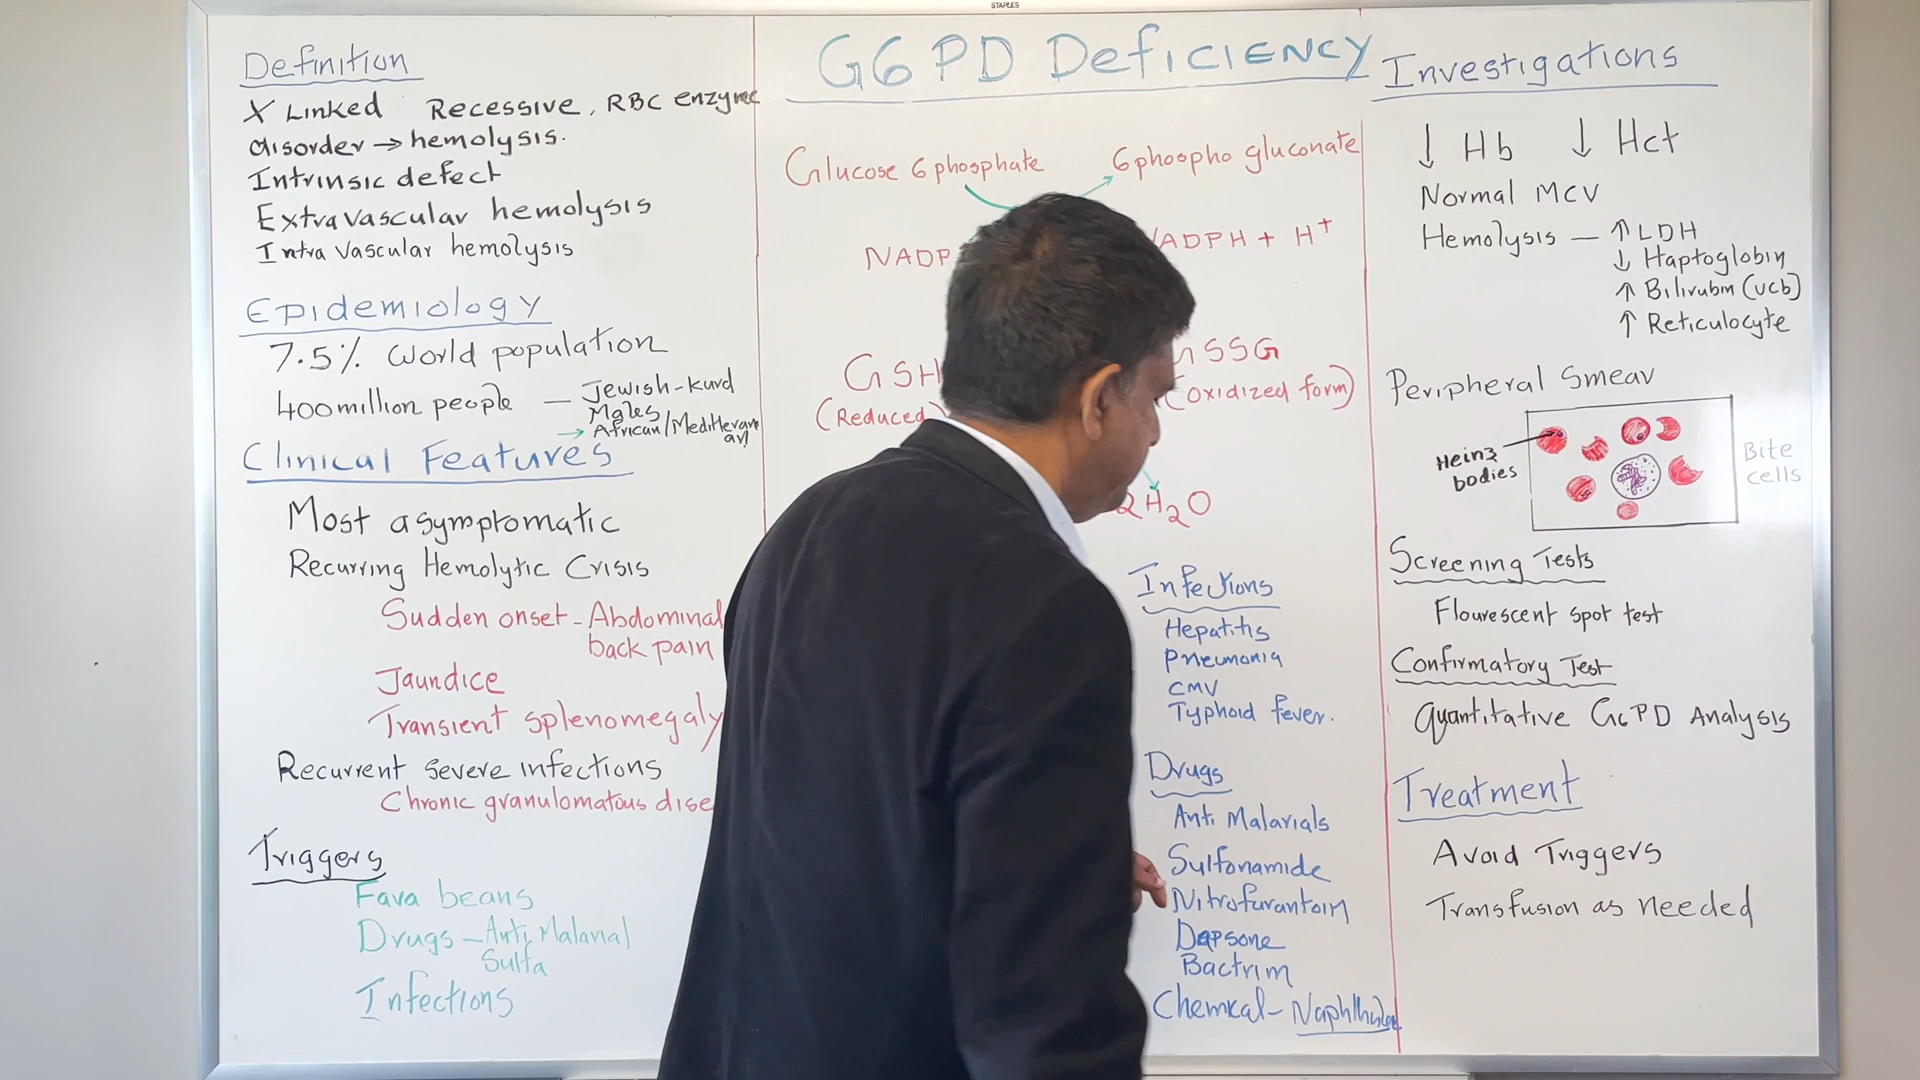 STAPLES
G6PD Deficiency
Definition
X Linked Recessive, RBC enzyme
disorder → hemolysis.
Intrinsic defect
Extravascular hemolysis
Intra Vascular hemolysis
Epidemiology
7.5% World population
400 million people — Jewish-Kurd
Males
→ African/Mediterranean
Clinical Features
Most asymptomatic
Recurring Hemolytic Crisis
Sudden onset - Abdominal
back pain
Jaundice
Transient splenomegaly
Recurrent severe infections
Chronic granulomatous dise
Triggers
Fava beans
Drugs - Anti Malarial
Sulfa
Infections
Glucose 6 phosphate
6 phospho gluconate
NADP
NADPH + H+
GSH
(Reduced)
GSSG
(oxidized form)
2H2O
Infections
Hepatitis
Pneumonia
CMV
Typhoid fever.
Drugs
Anti Malarials
Sulfonamide
Nitrofurantoin
Dapsone
Bactrim
Chemical -
Investigations
↓ Hb ↓ Hct
Normal MCV
Hemolysis — ↑ LDH
↓ Haptoglobin
↑ Bilirubin (ucb)
↑ Reticulocyte
Peripheral Smear
Heinz
bodies
Bite
cells
Screening Tests
Flourescent spot test
Confirmatory Test
Quantitative G6PD Analysis
Treatment
Avoid Triggers
Transfusion as needed